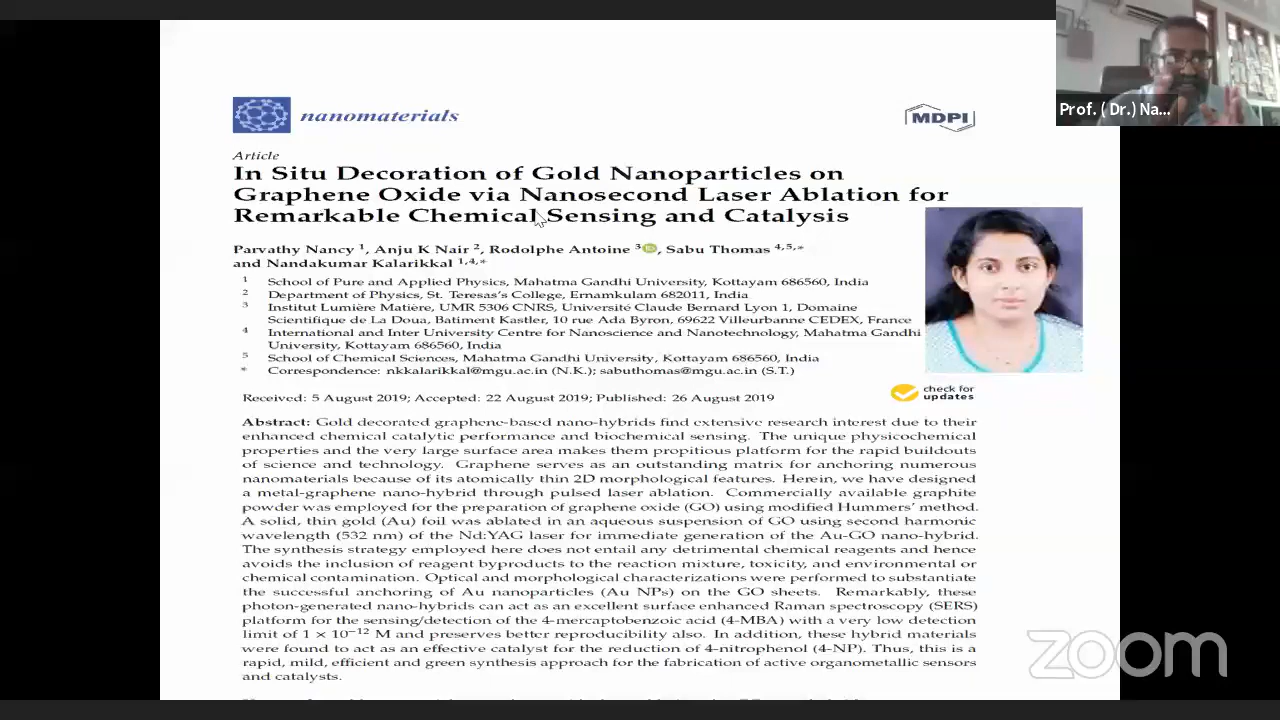 Prof. ( Dr.) Na...
nanomaterials
MDPI
Article
In Situ Decoration of Gold Nanoparticles on
Graphene Oxide via Nanosecond Laser Ablation for
Remarkable Chemical Sensing and Catalysis
Parvathy Nancy 1, Anju K Nair 2, Rodolphe Antoine 3 iD, Sabu Thomas 4,5,*
and Nandakumar Kalarikkal 1,4,*
1 School of Pure and Applied Physics, Mahatma Gandhi University, Kottayam 686560, India
2 Department of Physics, St. Teresas's College, Ernamkulam 682011, India
3 Institut Lumière Matière, UMR 5306 CNRS, Université Claude Bernard Lyon 1, Domaine
Scientifique de La Doua, Batiment Kastler, 10 rue Ada Byron, 69622 Villeurbanne CEDEX, France
4 International and Inter University Centre for Nanoscience and Nanotechnology, Mahatma Gandhi
University, Kottayam 686560, India
5 School of Chemical Sciences, Mahatma Gandhi University, Kottayam 686560, India
* Correspondence: nkkalarikkal@mgu.ac.in (N.K.); sabuthomas@mgu.ac.in (S.T.)
check for
updates
Received: 5 August 2019; Accepted: 22 August 2019; Published: 26 August 2019
Abstract: Gold decorated graphene-based nano-hybrids find extensive research interest due to their
enhanced chemical catalytic performance and biochemical sensing. The unique physicochemical
properties and the very large surface area makes them propitious platform for the rapid buildouts
of science and technology. Graphene serves as an outstanding matrix for anchoring numerous
nanomaterials because of its atomically thin 2D morphological features. Herein, we have designed
a metal-graphene nano-hybrid through pulsed laser ablation. Commercially available graphite
powder was employed for the preparation of graphene oxide (GO) using modified Hummers' method.
A solid, thin gold (Au) foil was ablated in an aqueous suspension of GO using second harmonic
wavelength (532 nm) of the Nd:YAG laser for immediate generation of the Au-GO nano-hybrid.
The synthesis strategy employed here does not entail any detrimental chemical reagents and hence
avoids the inclusion of reagent byproducts to the reaction mixture, toxicity, and environmental or
chemical contamination. Optical and morphological characterizations were performed to substantiate
the successful anchoring of Au nanoparticles (Au NPs) on the GO sheets. Remarkably, these
photon-generated nano-hybrids can act as an excellent surface enhanced Raman spectroscopy (SERS)
platform for the sensing/detection of the 4-mercaptobenzoic acid (4-MBA) with a very low detection
limit of 1 × 10−12 M and preserves better reproducibility also. In addition, these hybrid materials
were found to act as an effective catalyst for the reduction of 4-nitrophenol (4-NP). Thus, this is a
rapid, mild, efficient and green synthesis approach for the fabrication of active organometallic sensors
and catalysts.
zoom